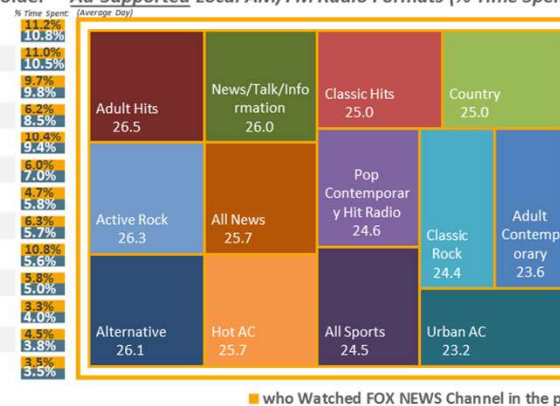 Ad-Supported Local AM/FM Radio Formats (% Time
% Time Spent: (Average Day)
11.2%
10.8%
11.0%
10.5%
9.7%
9.8%
6.2%
8.5%
10.4%
9.4%
6.0%
7.0%
4.7%
5.8%
6.3%
5.7%
10.8%
5.6%
5.8%
5.0%
3.3%
4.0%
4.5%
3.8%
3.5%
3.5%
Adult Hits
26.5
News/Talk/Info
rmation
26.0
Classic Hits
25.0
Country
25.0
Active Rock
26.3
All News
25.7
Pop
Contemporar
y Hit Radio
24.6
Classic
Rock
24.4
Adult
Contemp
orary
23.6
Alternative
26.1
Hot AC
25.7
All Sports
24.5
Urban AC
23.2
who Watched FOX NEWS Channel in the